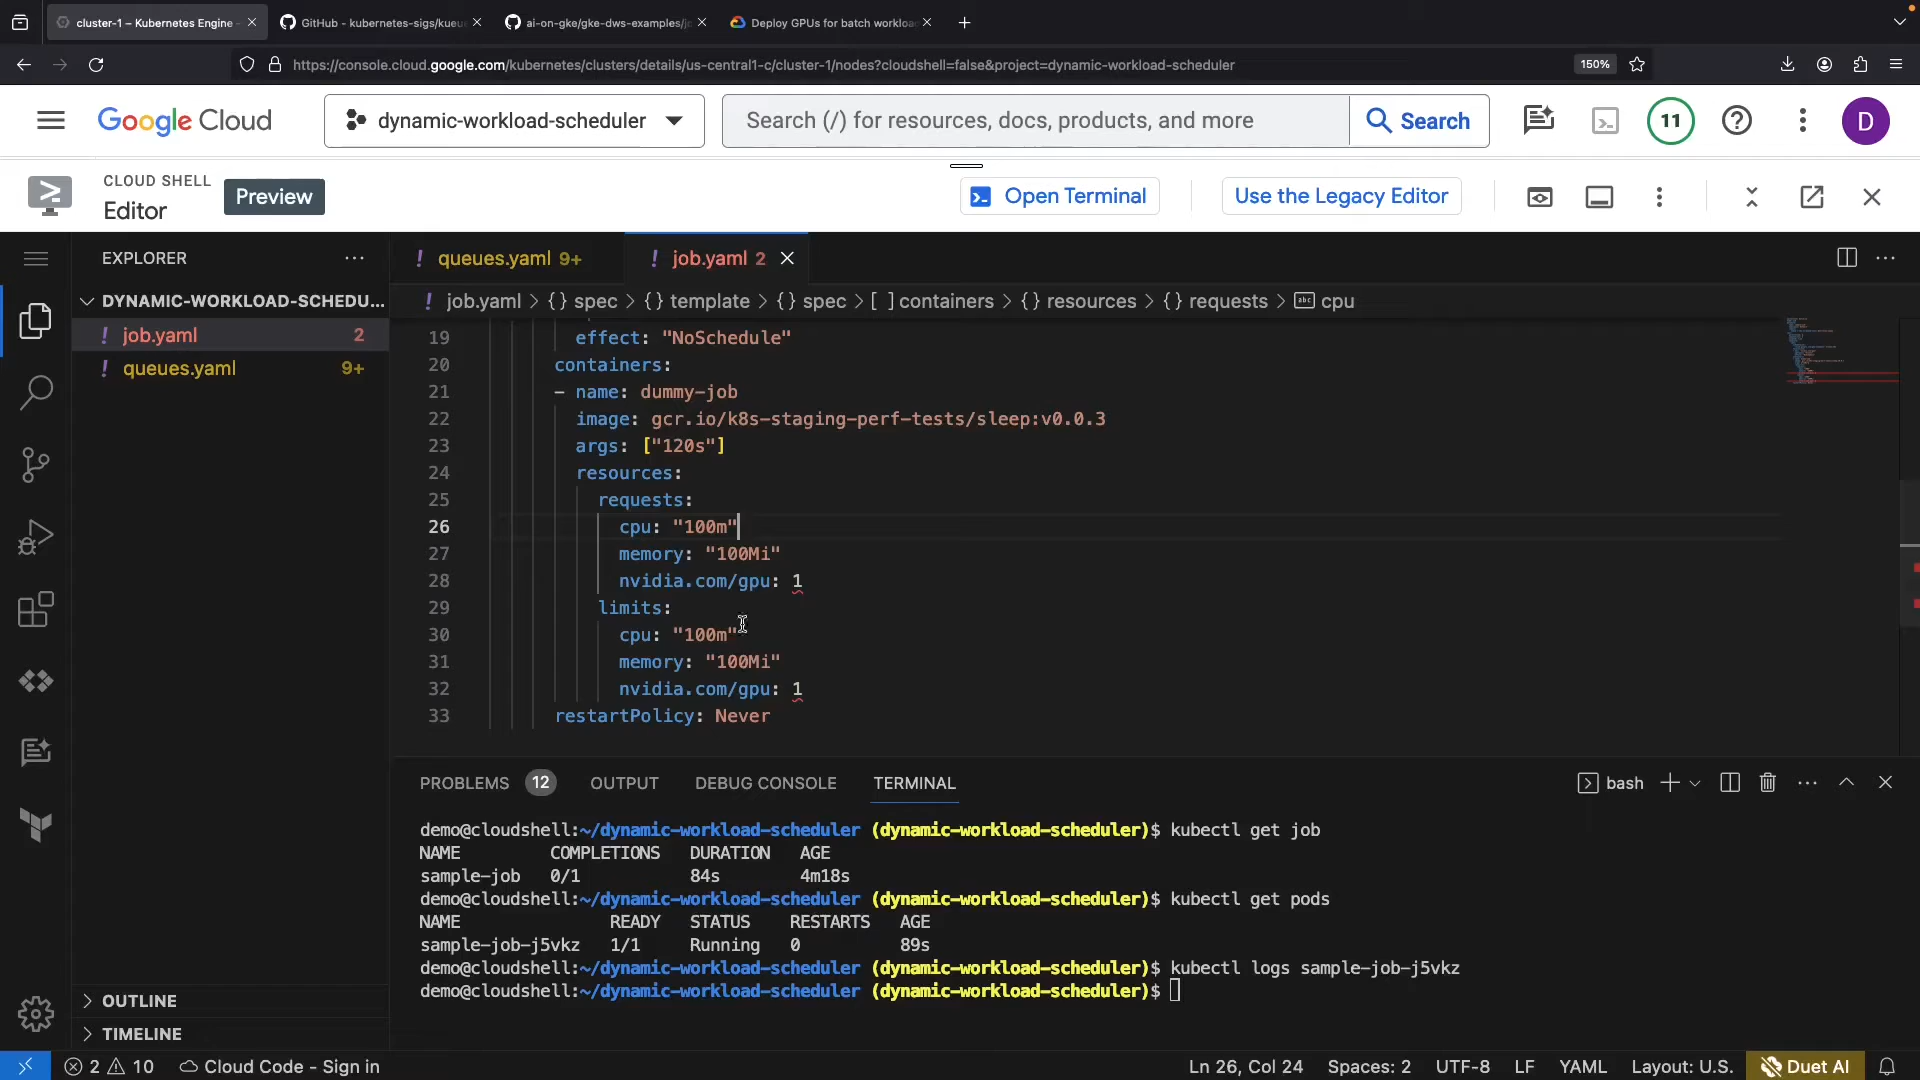 cluster-1 – Kubernetes Engine
GitHub - kubernetes-sigs/kueu
ai-on-gke/gke-dws-examples/j
Deploy GPUs for batch workloa
https://console.cloud.google.com/kubernetes/clusters/details/us-central1-c/cluster-1/nodes?cloudshell=false&project=dynamic-workload-scheduler
150%
Google Cloud
dynamic-workload-scheduler
Search (/) for resources, docs, products, and more
Search
11
D
CLOUD SHELL
Editor
Preview
Open Terminal
Use the Legacy Editor
EXPLORER
DYNAMIC-WORKLOAD-SCHEDU...
! job.yaml 2
! queues.yaml 9+
! queues.yaml 9+
! job.yaml 2
! job.yaml > {} spec > {} template > {} spec > [ ] containers > {} resources > {} requests > abc cpu
19 effect: "NoSchedule"
20 containers:
21 - name: dummy-job
22 image: gcr.io/k8s-staging-perf-tests/sleep:v0.0.3
23 args: ["120s"]
24 resources:
25 requests:
26 cpu: "100m"
27 memory: "100Mi"
28 nvidia.com/gpu: 1
29 limits:
30 cpu: "100m"
31 memory: "100Mi"
32 nvidia.com/gpu: 1
33 restartPolicy: Never
PROBLEMS 12
OUTPUT
DEBUG CONSOLE
TERMINAL
bash
demo@cloudshell:~/dynamic-workload-scheduler (dynamic-workload-scheduler)$ kubectl get job
NAME COMPLETIONS DURATION AGE
sample-job 0/1 84s 4m18s
demo@cloudshell:~/dynamic-workload-scheduler (dynamic-workload-scheduler)$ kubectl get pods
NAME READY STATUS RESTARTS AGE
sample-job-j5vkz 1/1 Running 0 89s
demo@cloudshell:~/dynamic-workload-scheduler (dynamic-workload-scheduler)$ kubectl logs sample-job-j5vkz
demo@cloudshell:~/dynamic-workload-scheduler (dynamic-workload-scheduler)$
OUTLINE
TIMELINE
2 10
Cloud Code - Sign in
Ln 26, Col 24
Spaces: 2
UTF-8
LF
YAML
Layout: U.S.
Duet AI